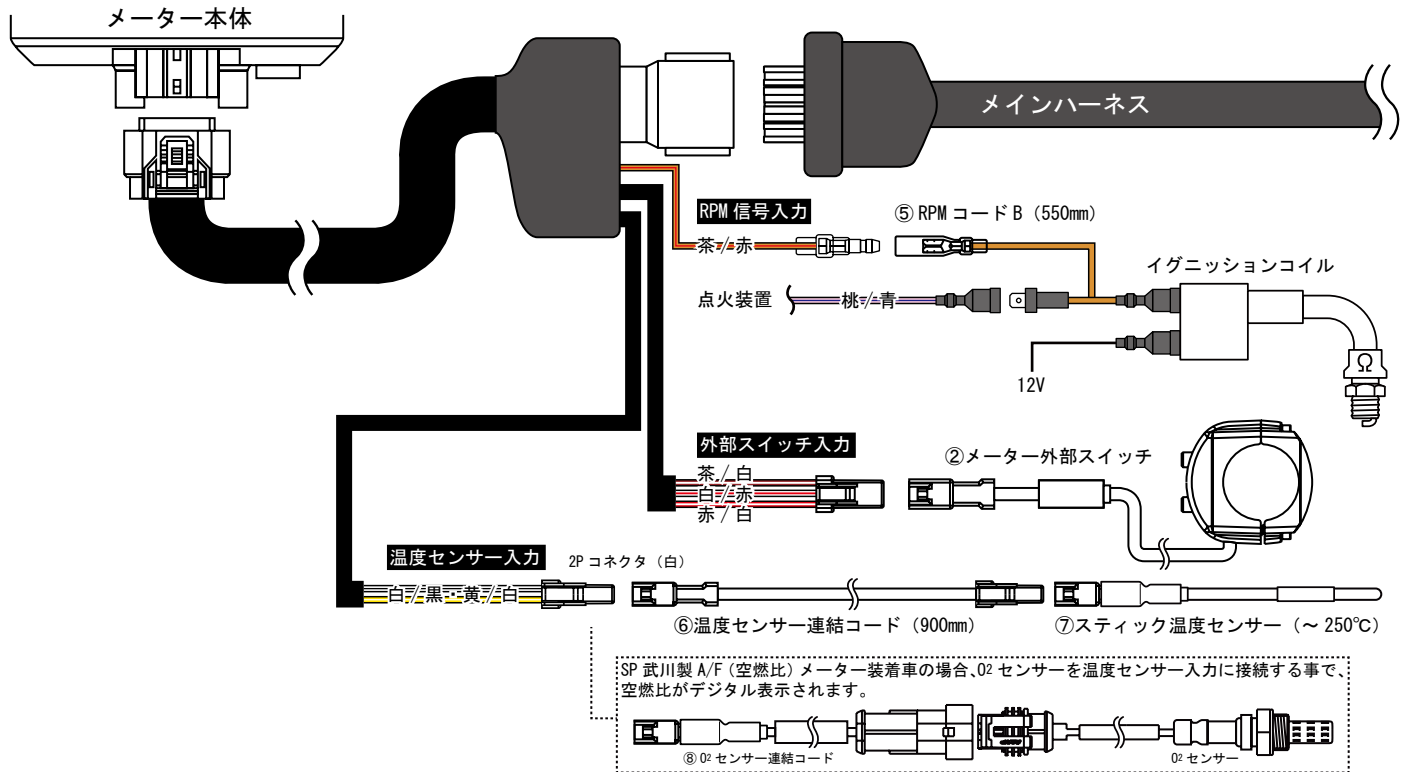 メーター本体
メインハーネス
RPM 信号入力
⑤ RPM コード B（550mm）
茶／赤
イグニッションコイル
点火装置
桃／青
12V
外部スイッチ入力
②メーター外部スイッチ
茶／白
白／赤
赤／白
温度センサー入力
2P コネクタ（白）
白／黒・黄／白
⑥温度センサー連結コード（900mm）
⑦スティック温度センサー（～ 250℃）
SP 武川製 A/F（空燃比）メーター装着車の場合、O2 センサーを温度センサー入力に接続する事で、
空燃比がデジタル表示されます。
⑧ O2 センサー連結コード
O2 センサー
Ω